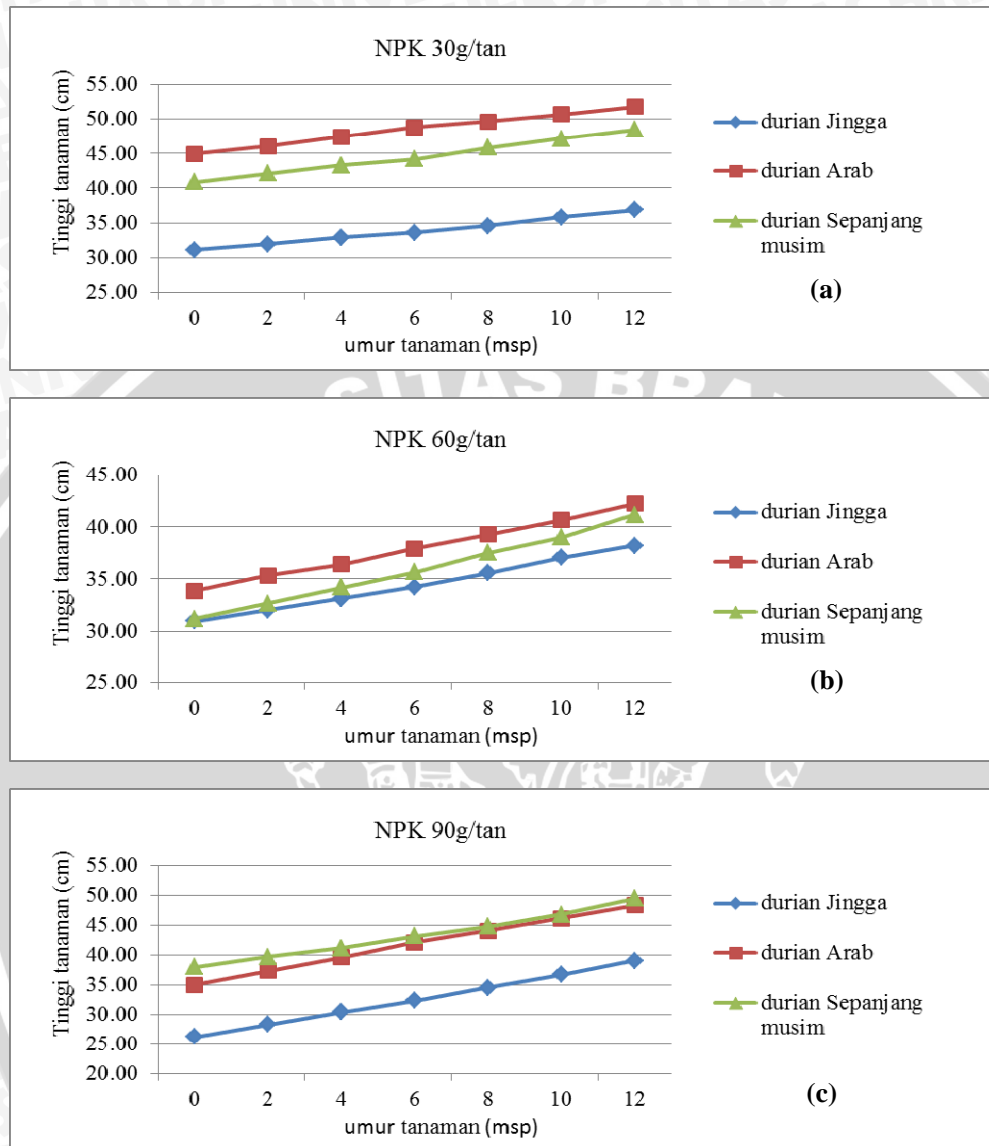 NPK 30g/tan
Tinggi tanaman (cm)
55.00
50.00
45.00
40.00
35.00
30.00
25.00
0 2 4 6 8 10 12
umur tanaman (msp)
durian Jingga
durian Arab
durian Sepanjang
musim
(a)
SITAS BRA
NPK 60g/tan
Tinggi tanaman (cm)
45.00
40.00
35.00
30.00
25.00
0 2 4 6 8 10 12
umur tanaman (msp)
durian Jingga
durian Arab
durian Sepanjang
musim
(b)
NPK 90g/tan
Tinggi tanaman (cm)
55.00
50.00
45.00
40.00
35.00
30.00
25.00
20.00
0 2 4 6 8 10 12
umur tanaman (msp)
durian Jingga
durian Arab
durian Sepanjang
musim
(c)